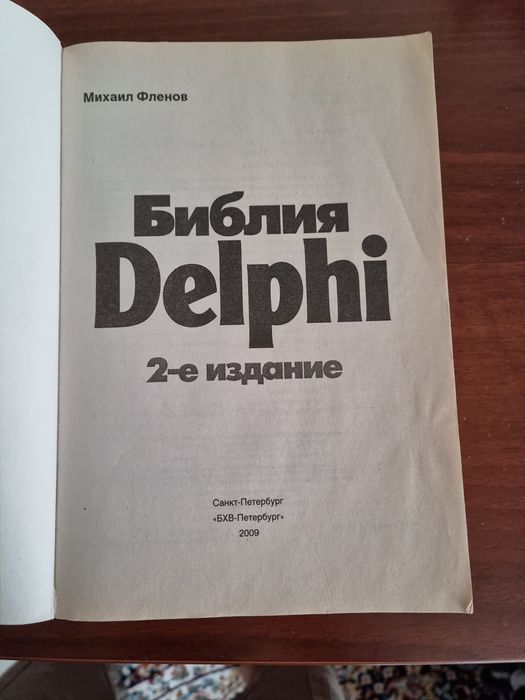 Михаил Фленов
Библия
Delphi
2-е издание
Санкт-Петербург
«БХВ-Петербург»
2009